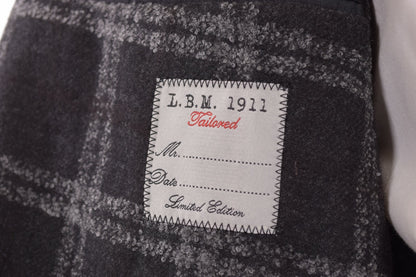 L.B.M. 1911
Tailored
Mr.................
Date.................
Limited Edition